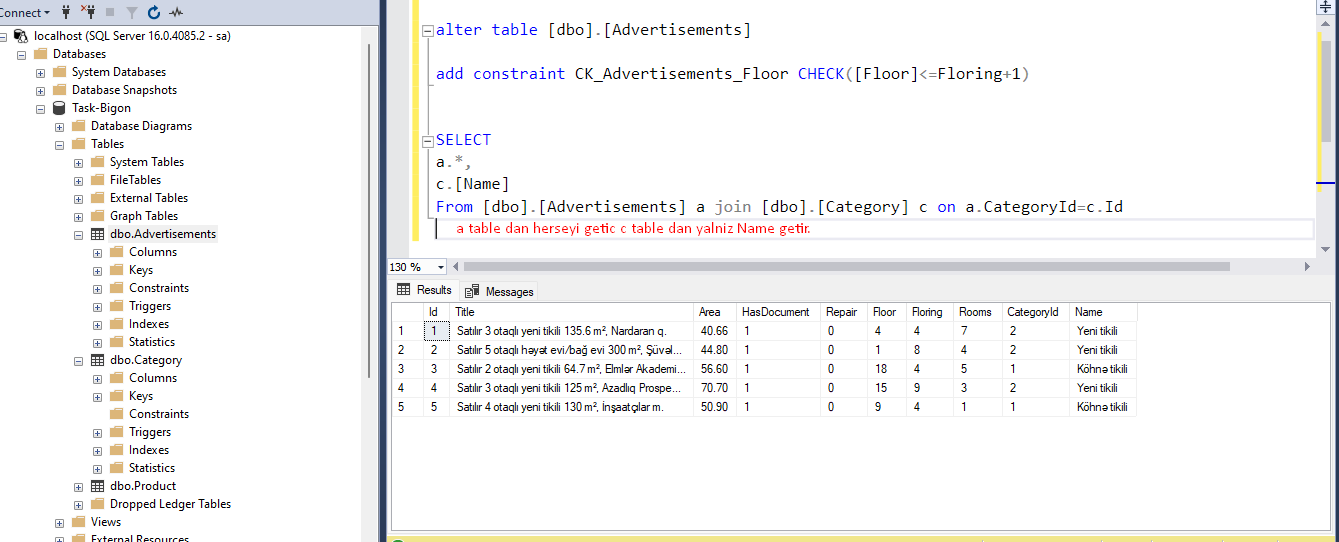 Connect
localhost (SQL Server 16.0.4085.2 - sa)
Databases
System Databases
Database Snapshots
Task-Bigon
Database Diagrams
Tables
System Tables
FileTables
External Tables
Graph Tables
dbo.Advertisements
Columns
Keys
Constraints
Triggers
Indexes
Statistics
dbo.Category
Columns
Keys
Constraints
Triggers
Indexes
Statistics
dbo.Product
Dropped Ledger Tables
Views
External Resources
alter table [dbo].[Advertisements]
add constraint CK_Advertisements_Floor CHECK([Floor]<=Floring+1)
SELECT
a.*,
c.[Name]
From [dbo].[Advertisements] a join [dbo].[Category] c on a.CategoryId=c.Id
a table dan herseyi getic c table dan yalniz Name getir.
130 %
Results Messages
Id Title Area HasDocument Repair Floor Floring Rooms CategoryId Name
1 1 Satılır 3 otaqlı yeni tikili 135.6 m², Nardaran q. 40.66 1 0 4 4 7 2 Yeni tikili
2 2 Satılır 5 otaqlı həyət evi/bağ evi 300 m², Şüvəl... 44.80 1 0 1 8 4 2 Yeni tikili
3 3 Satılır 2 otaqlı yeni tikili 64.7 m², Elmlər Akademi... 56.60 1 0 18 4 5 1 Köhnə tikili
4 4 Satılır 3 otaqlı yeni tikili 125 m², Azadlıq Prospe... 70.70 1 0 15 9 3 2 Yeni tikili
5 5 Satılır 4 otaqlı yeni tikili 130 m², İnşaatçılar m. 50.90 1 0 9 4 1 1 Köhnə tikili